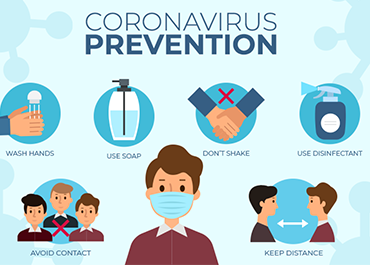 CORONAVIRUS
PREVENTION
WASH HANDS
USE SOAP
DON'T SHAKE
USE DISINFECTANT
AVOID CONTACT
KEEP DISTANCE